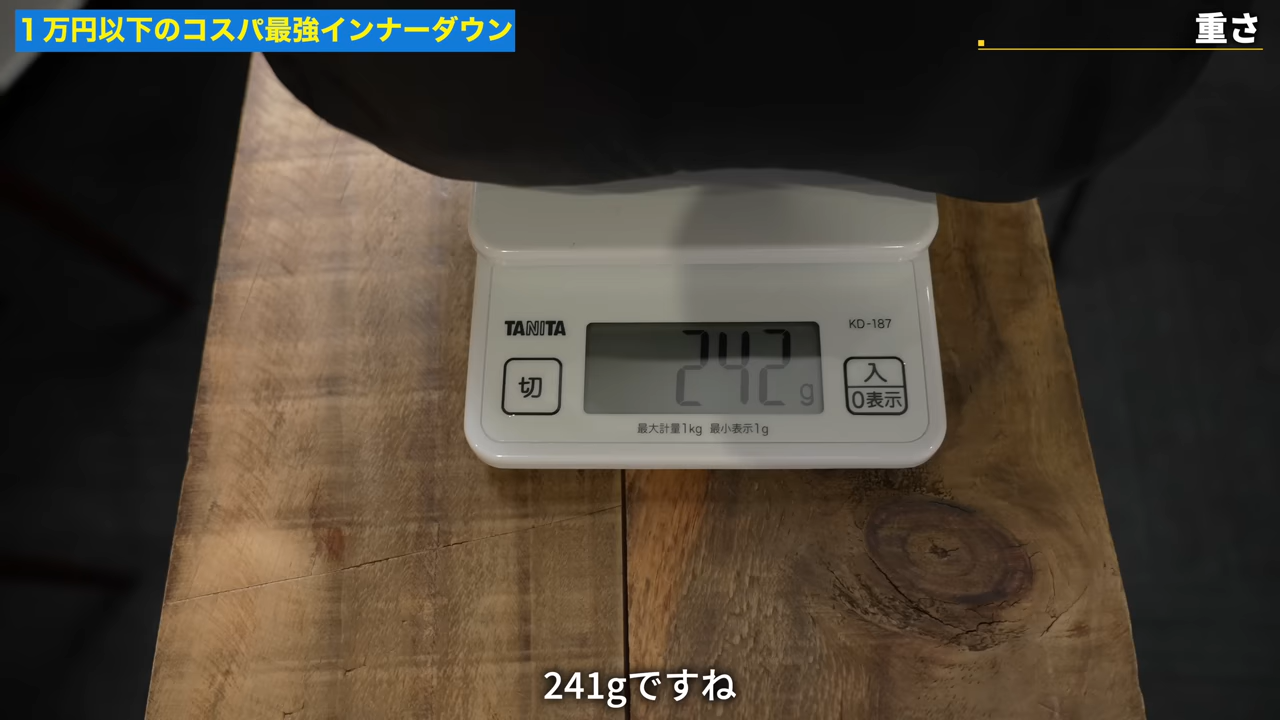 １万円以下のコスパ最強インナーダウン
重さ
TANITA
KD-187
切
242g
入
0表示
最大計量1kg 最小表示1g
241gですね